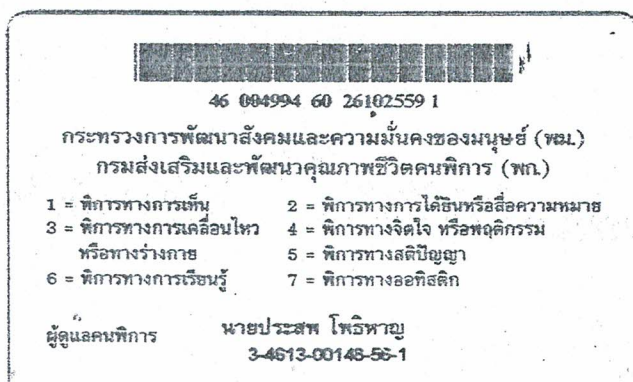 46 004994 60 26102559 1
กระทรวงการพัฒนาสังคมและความมั่นคงของมนุษย์ (พม.)
กรมส่งเสริมและพัฒนาคุณภาพชีวิตคนพิการ (พก.)
1 = พิการทางการเห็น 2 = พิการทางการได้ยินหรือสื่อความหมาย
3 = พิการทางการเคลื่อนไหว 4 = พิการทางจิตใจ หรือพฤติกรรม
หรือทางร่างกาย 5 = พิการทางสติปัญญา
6 = พิการทางการเรียนรู้ 7 = พิการทางออทิสติก
ผู้ดูแลคนพิการ นายประสพ โพธิหาญ
3-4613-00148-56-1